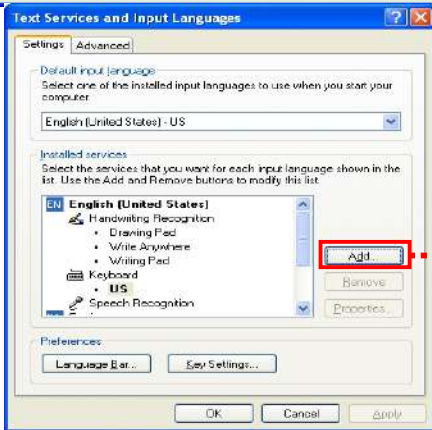 Text Services and Input Languages
Settings Advanced
Default input language
Select one of the installed input languages to use when you start your
computer.
English (United States) - US
Installed services
Select the services that you want for each input language shown in the
list. Use the Add and Remove buttons to modify this list.
EN English (United States)
Handwriting Recognition
• Drawing Pad
• Write Anywhere
• Writing Pad
Keyboard
• US
Speech Recognition
Add...
Remove
Properties...
Preferences
Language Bar... Key Settings...
OK Cancel Apply